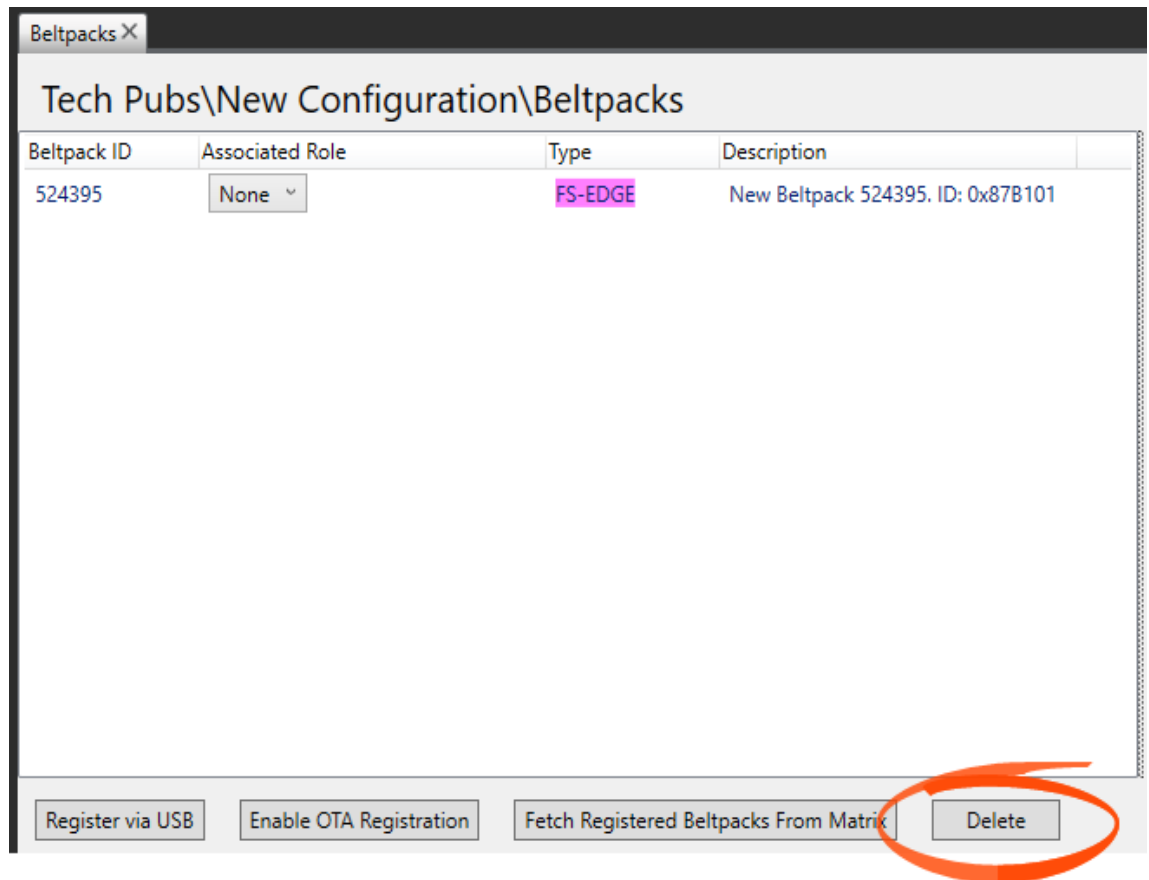 Beltpacks
Tech Pubs\New Configuration\Beltpacks
Beltpack ID Associated Role Type Description
524395 None FS-EDGE New Beltpack 524395. ID: 0x87B101
Register via USB Enable OTA Registration Fetch Registered Beltpacks From Matrix Delete